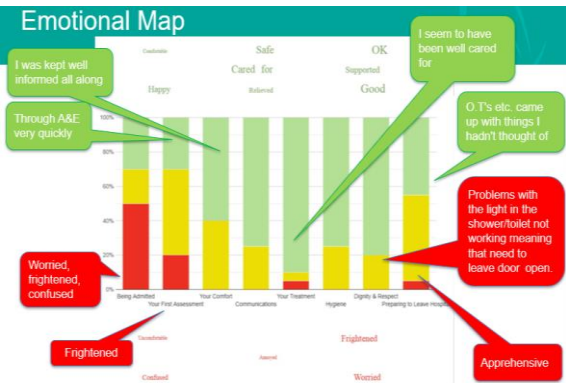 Emotional Map
Comfortable
Safe
OK
Cared for
Supported
Happy
Relieved
Good
I was kept well
informed all along
Through A&E
very quickly
I seem to have
been well cared
for
O.T's etc. came
up with things I
hadn't thought of
Problems with
the light in the
shower/toilet not
working meaning
that need to
leave door open.
Worried,
frightened,
confused
100%
80%
60%
40%
20%
0%
Being Admitted
Your First Assessment
Your Comfort
Communications
Your Treatment
Hygiene
Dignity & Respect
Preparing to Leave Hospi
Frightened
Apprehensive
Uncomfortable
Frightened
Confused
Worried